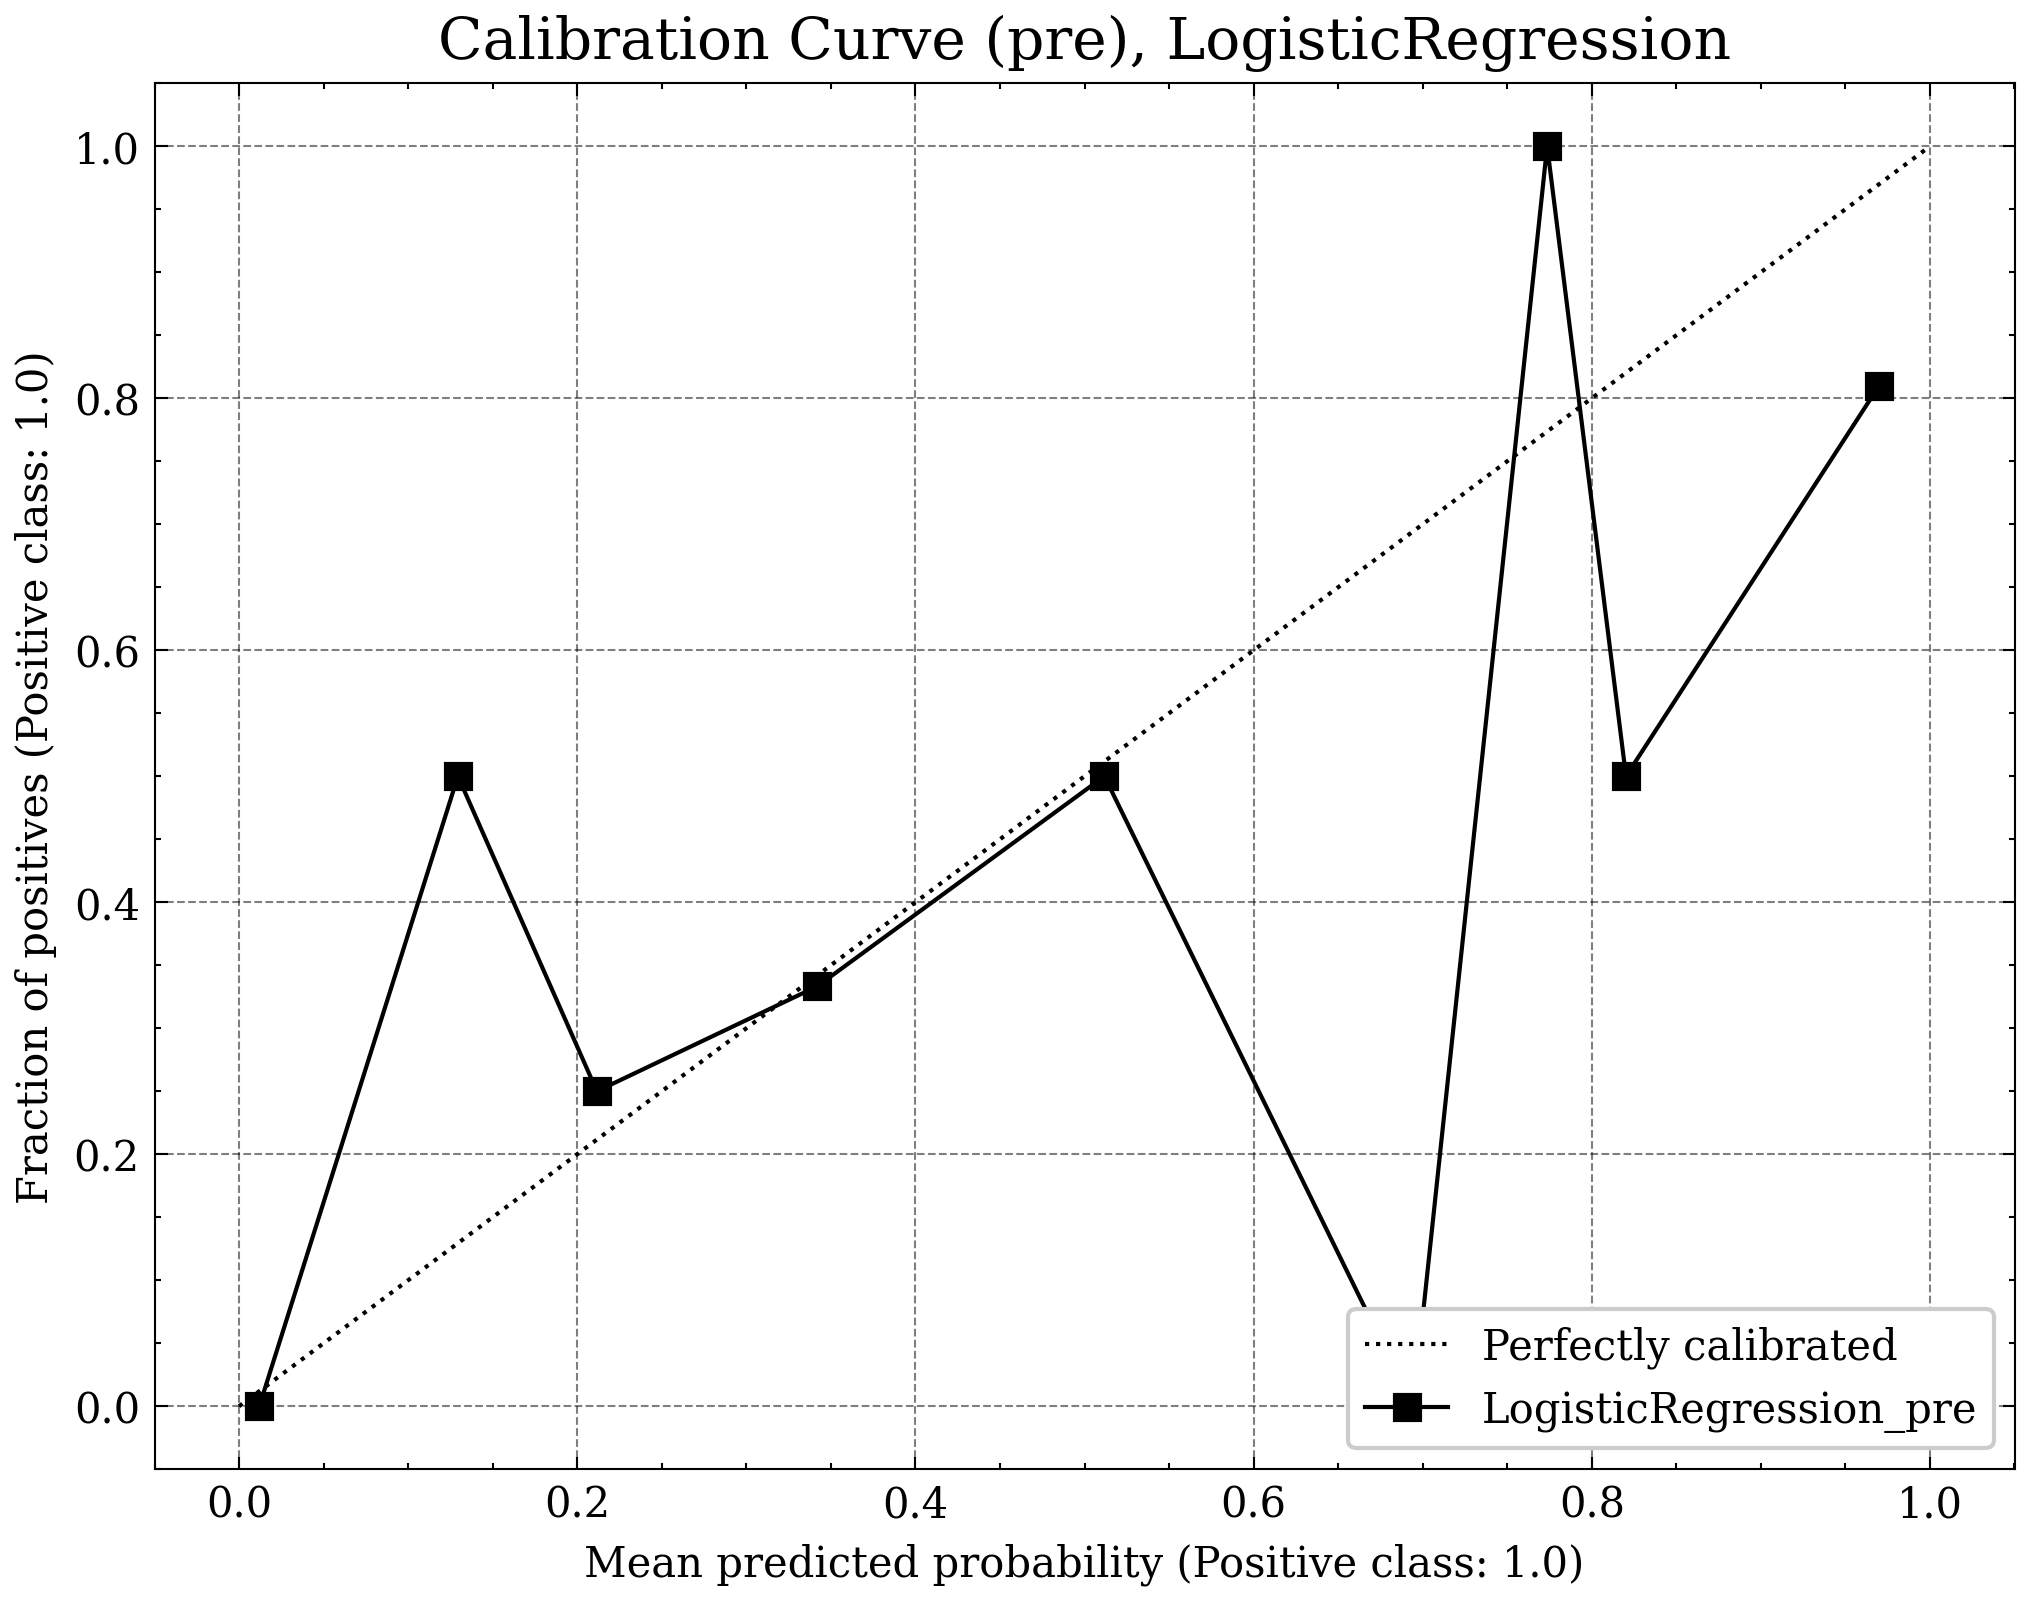 Calibration Curve (pre), LogisticRegression
Fraction of positives (Positive class: 1.0)
1.0
0.8
0.6
0.4
0.2
0.0
Perfectly calibrated
LogisticRegression_pre
0.0 0.2 0.4 0.6 0.8 1.0
Mean predicted probability (Positive class: 1.0)